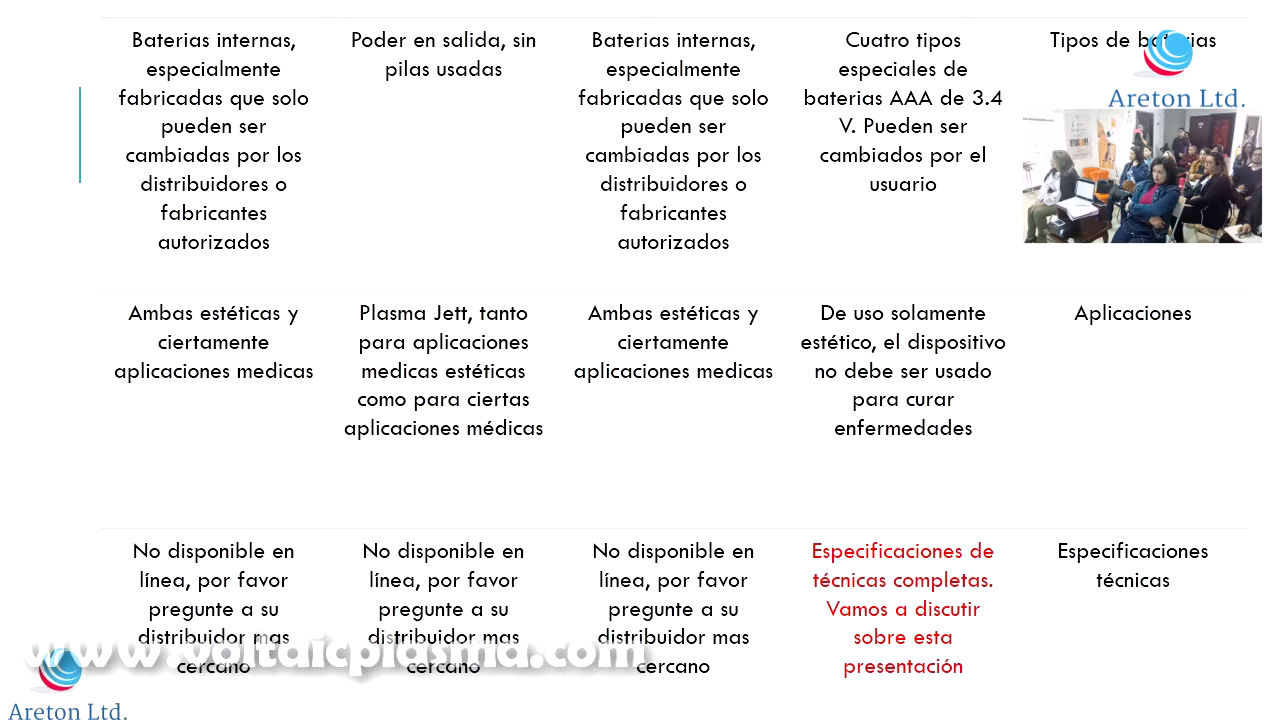 Baterias internas,
especialmente
fabricadas que solo
pueden ser
cambiadas por los
distribuidores o
fabricantes
autorizados
Poder en salida, sin
pilas usadas
Baterias internas,
especialmente
fabricadas que solo
pueden ser
cambiadas por los
distribuidores o
fabricantes
autorizados
Cuatro tipos
especiales de
baterias AAA de 3.4
V. Pueden ser
cambiados por el
usuario
Tipos de baterias
Areton Ltd.
Ambas estéticas y
ciertamente
aplicaciones medicas
Plasma Jett, tanto
para aplicaciones
medicas estéticas
como para ciertas
aplicaciones médicas
Ambas estéticas y
ciertamente
aplicaciones medicas
De uso solamente
estético, el dispositivo
no debe ser usado
para curar
enfermedades
Aplicaciones
No disponible en
línea, por favor
pregunte a su
distribuidor mas
cercano
No disponible en
línea, por favor
pregunte a su
distribuidor mas
cercano
No disponible en
línea, por favor
pregunte a su
distribuidor mas
cercano
Especificaciones de
técnicas completas.
Vamos a discutir
sobre esta
presentación
Especificaciones
técnicas
www.voltaicplasma.com
Areton Ltd.